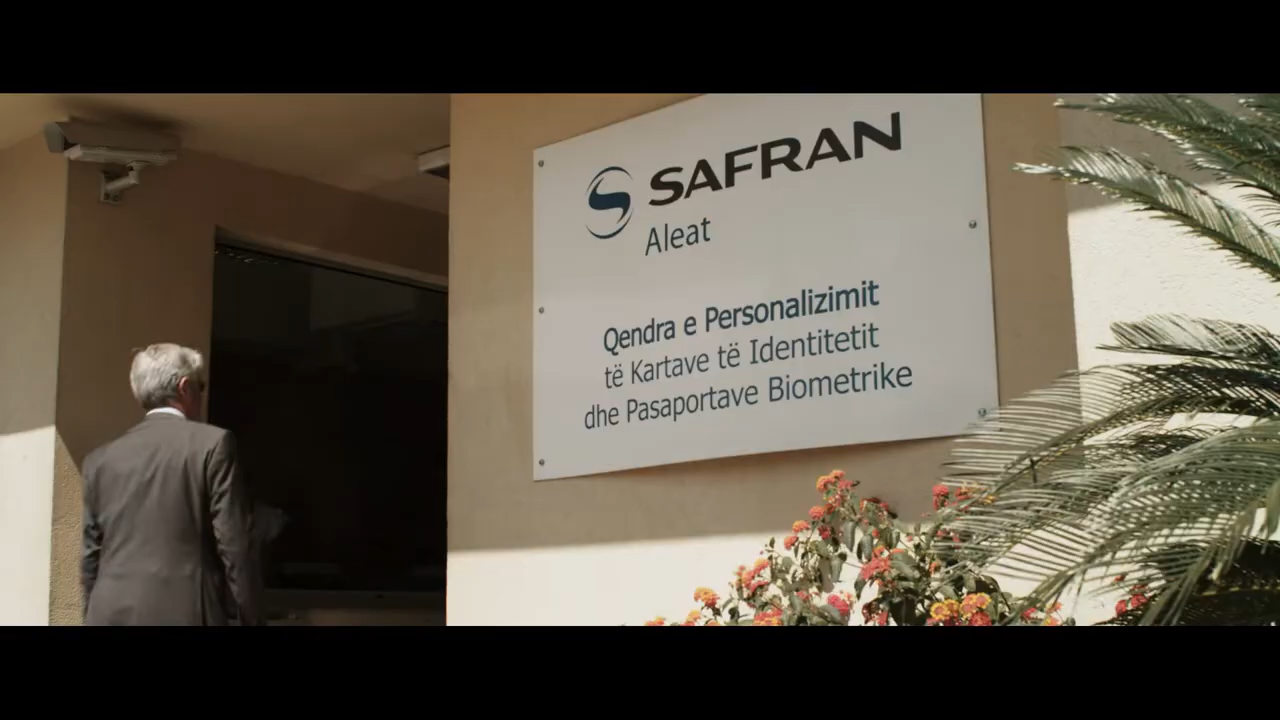 SAFRAN
Aleat
Qendra e Personalizimit
të Kartave të Identitetit
dhe Pasaportave Biometrike